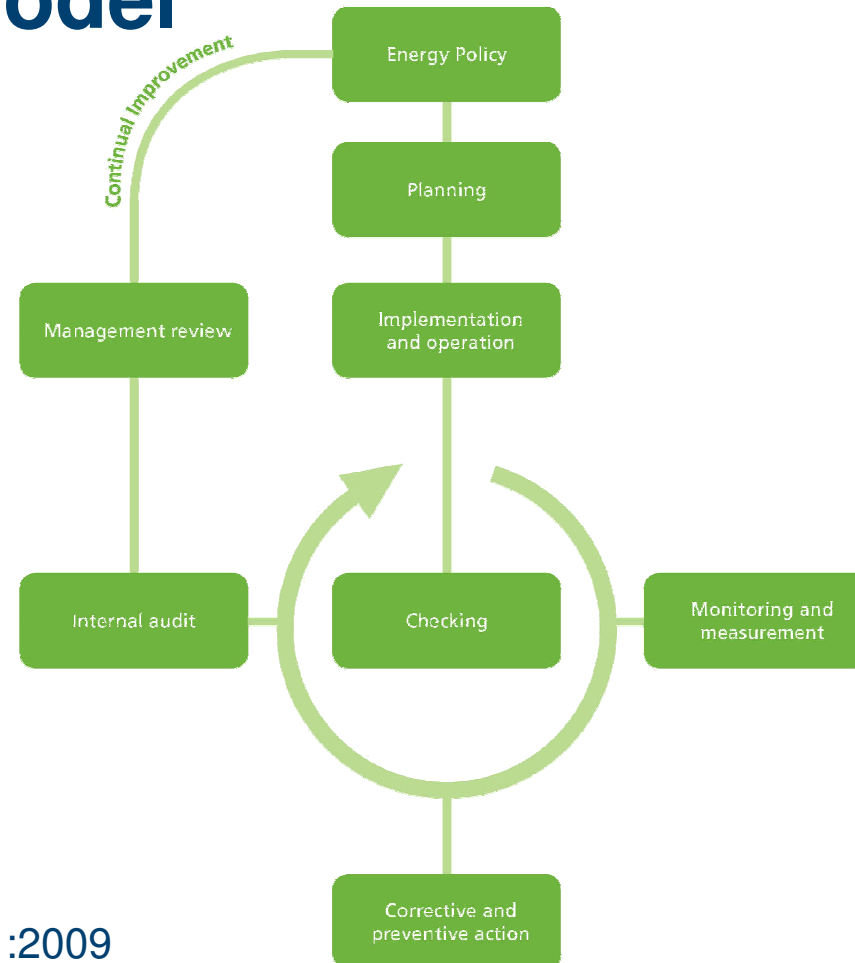 odel
Continual Improvement
Energy Policy
Planning
Management review
Implementation
and operation
Internal audit
Checking
Monitoring and
measurement
Corrective and
preventive action
:2009